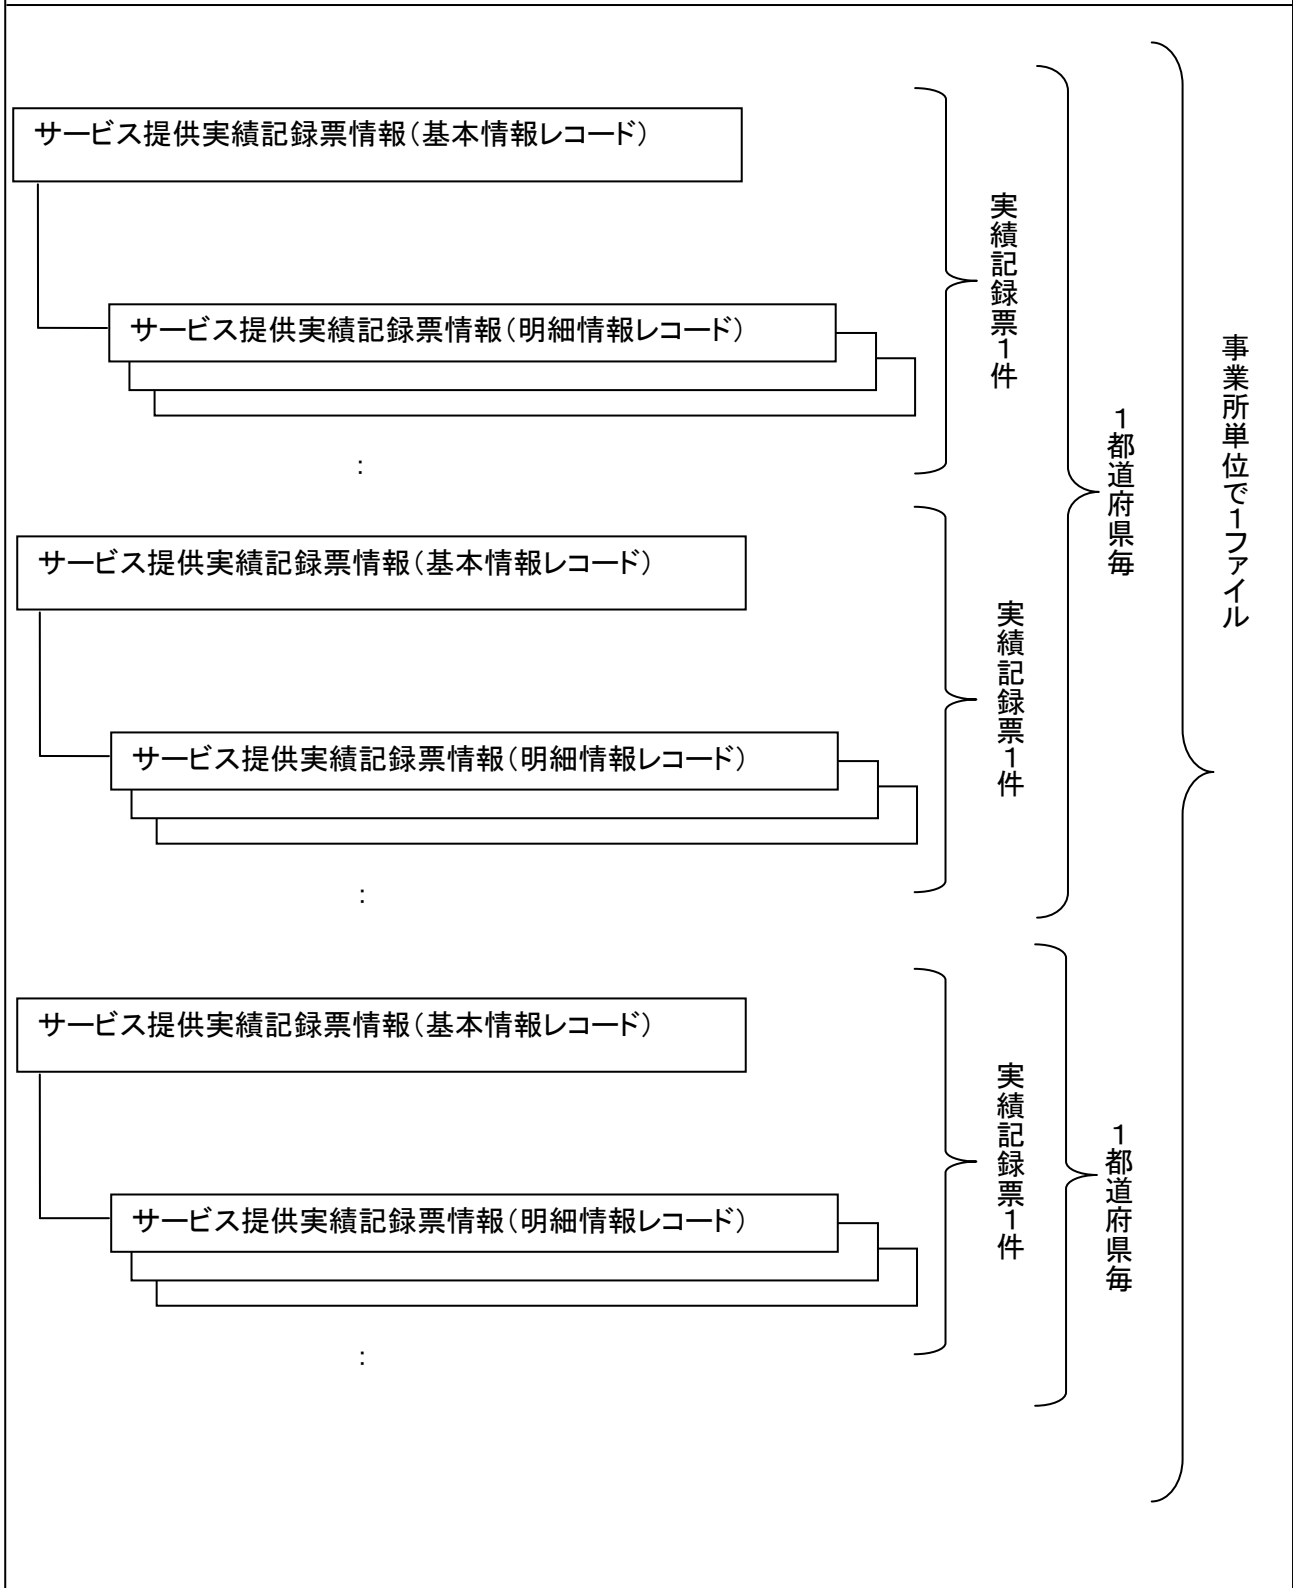 サービス提供実績記録票情報（基本情報レコード）
サービス提供実績記録票情報（明細情報レコード）
：
実績記録票１件
サービス提供実績記録票情報（基本情報レコード）
サービス提供実績記録票情報（明細情報レコード）
：
実績記録票１件
１都道府県毎
サービス提供実績記録票情報（基本情報レコード）
サービス提供実績記録票情報（明細情報レコード）
：
実績記録票１件
１都道府県毎
事業所単位で１ファイル